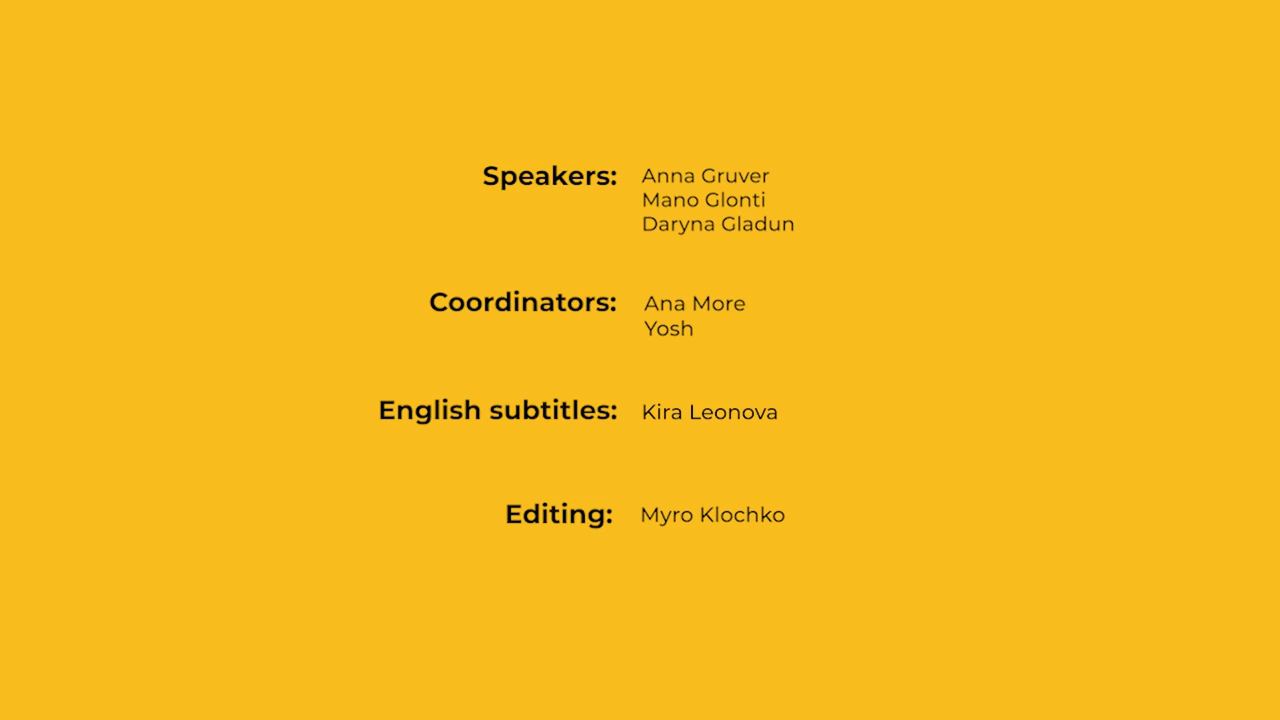 Speakers: Anna Gruver
Mano Glonti
Daryna Gladun
Coordinators: Ana More
Yosh
English subtitles: Kira Leonova
Editing: Myro Klochko